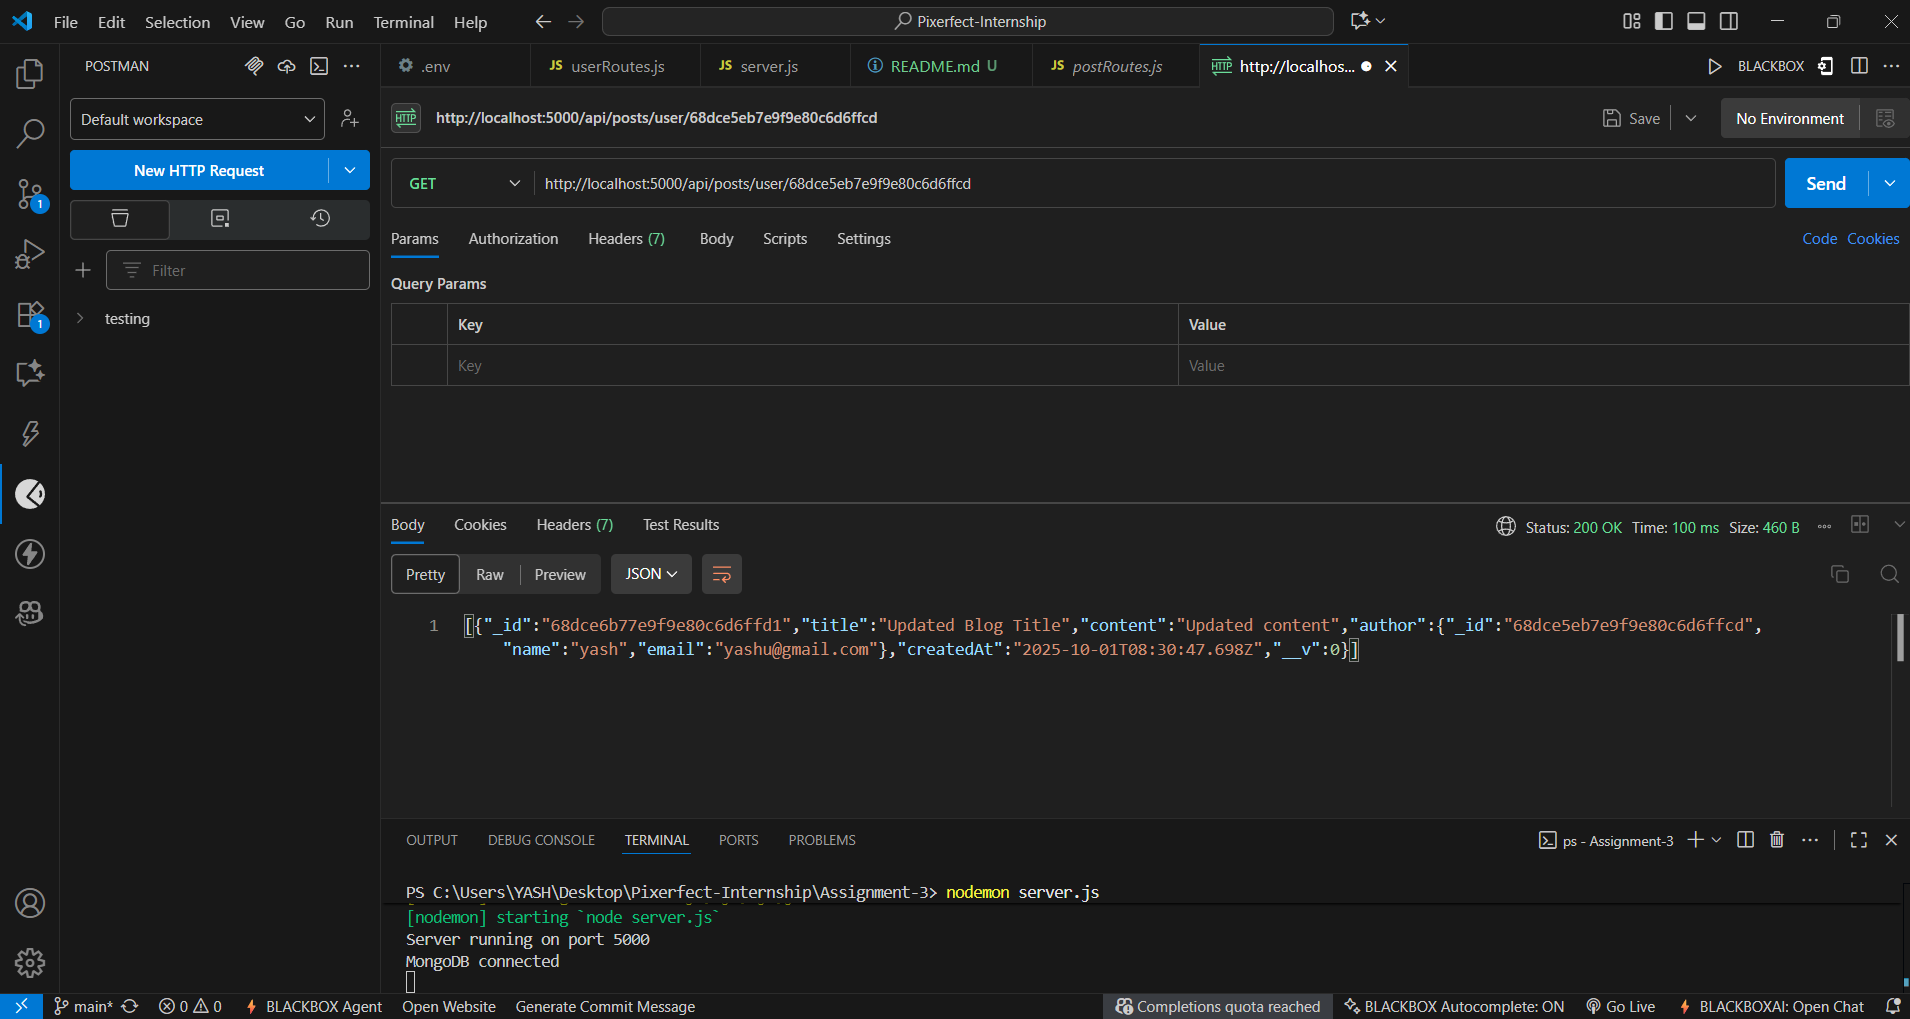 File Edit Selection View Go Run Terminal Help
Pixerfect-Internship
POSTMAN
.env
JS userRoutes.js
JS server.js
README.md U
JS postRoutes.js
HTTP http://localhos...
BLACKBOX
Default workspace
HTTP http://localhost:5000/api/posts/user/68dce5eb7e9f9e80c6d6ffcd
Save
No Environment
New HTTP Request
GET
http://localhost:5000/api/posts/user/68dce5eb7e9f9e80c6d6ffcd
Send
1
Params Authorization Headers (7) Body Scripts Settings
Code Cookies
Filter
Query Params
testing
1
Key Value
Key Value
Body Cookies Headers (7) Test Results
Status: 200 OK Time: 100 ms Size: 460 B
Pretty Raw Preview JSON
1 [{"_id":"68dce6b77e9f9e80c6d6ffd1","title":"Updated Blog Title","content":"Updated content","author":{"_id":"68dce5eb7e9f9e80c6d6ffcd",
"name":"yash","email":"yashu@gmail.com"},"createdAt":"2025-10-01T08:30:47.698Z","__v":0}]
OUTPUT DEBUG CONSOLE TERMINAL PORTS PROBLEMS
ps - Assignment-3
PS C:\Users\YASH\Desktop\Pixerfect-Internship\Assignment-3> nodemon server.js
[nodemon] starting `node server.js`
Server running on port 5000
MongoDB connected
main* 0 0 BLACKBOX Agent Open Website Generate Commit Message
Completions quota reached BLACKBOX Autocomplete: ON Go Live BLACKBOXAI: Open Chat